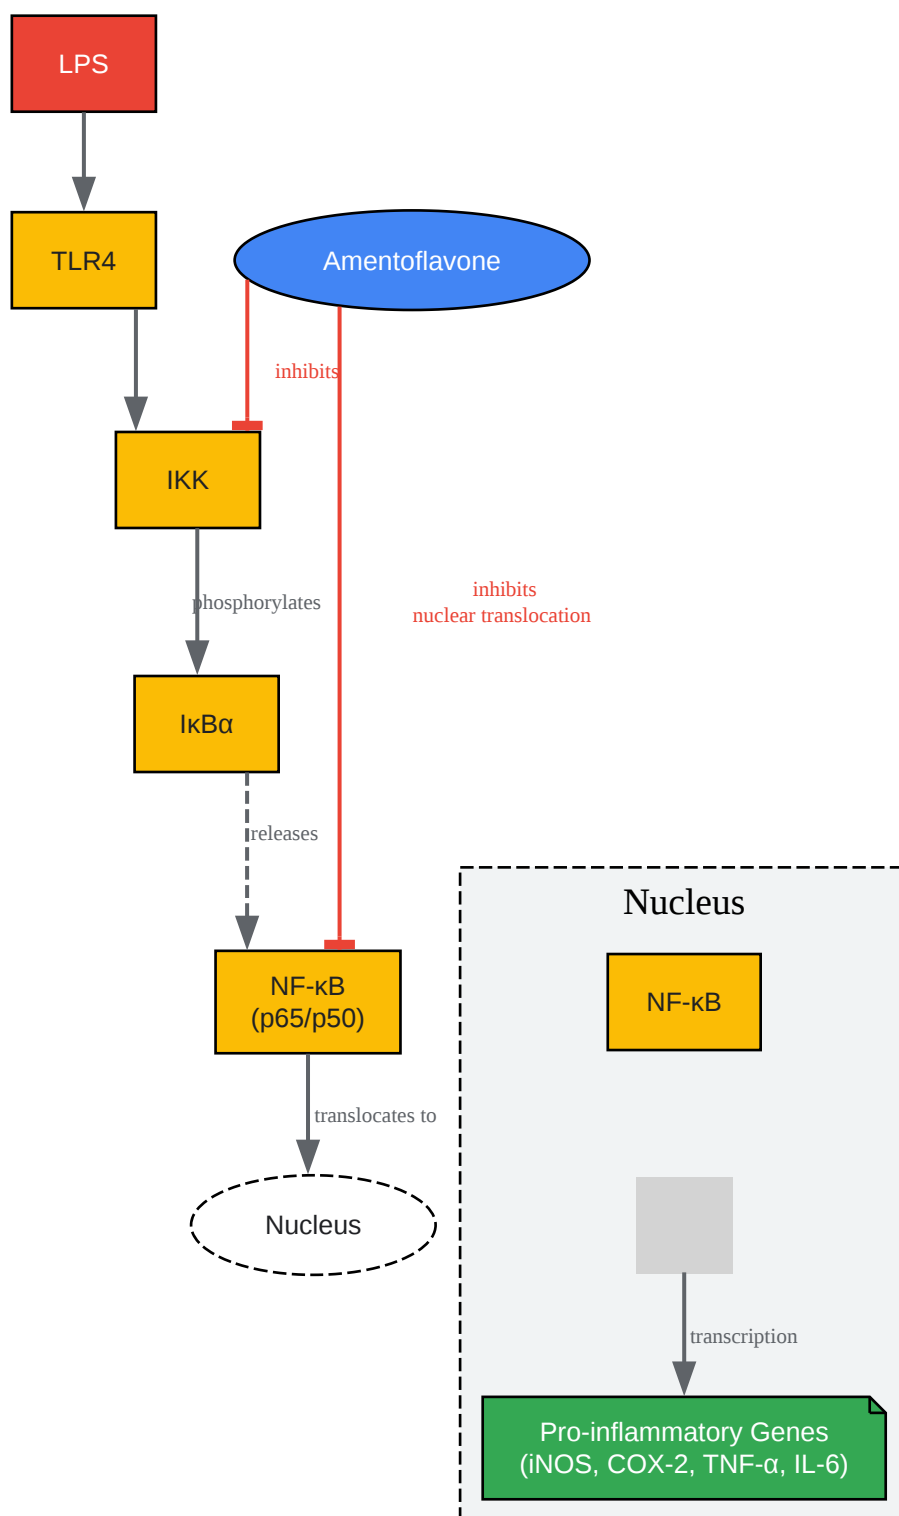 LPS
TLR4
Amentoflavone
inhibits
IKK
inhibits
nuclear translocation
phosphorylates
IκBα
releases
Nucleus
NF-κB
(p65/p50)
NF-κB
translocates to
Nucleus
transcription
Pro-inflammatory Genes
(iNOS, COX-2, TNF-α, IL-6)